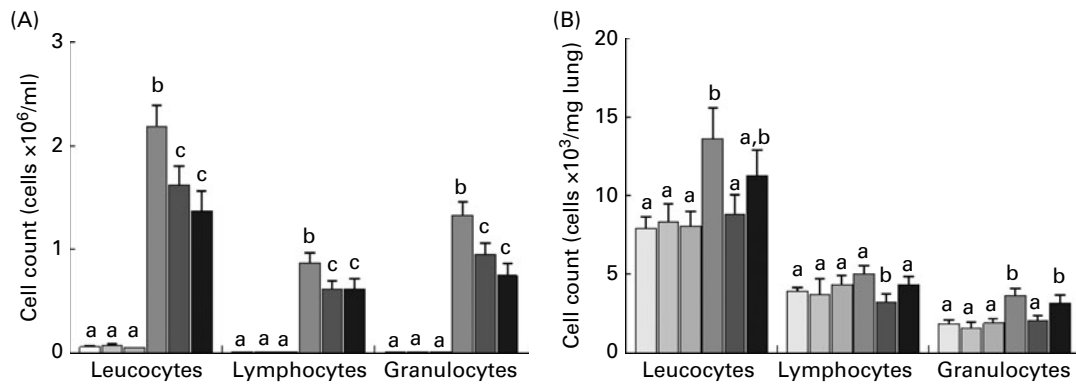 (A)
3
2
1
0
Cell count (cells ×10⁶/ml)
a a a b c c
a a a b c c
a a a b c c
Leucocytes Lymphocytes Granulocytes
(B)
20
15
10
5
0
Cell count (cells ×10³/mg lung)
a a a b a a,b
a a a a b a
a a a b a b
Leucocytes Lymphocytes Granulocytes